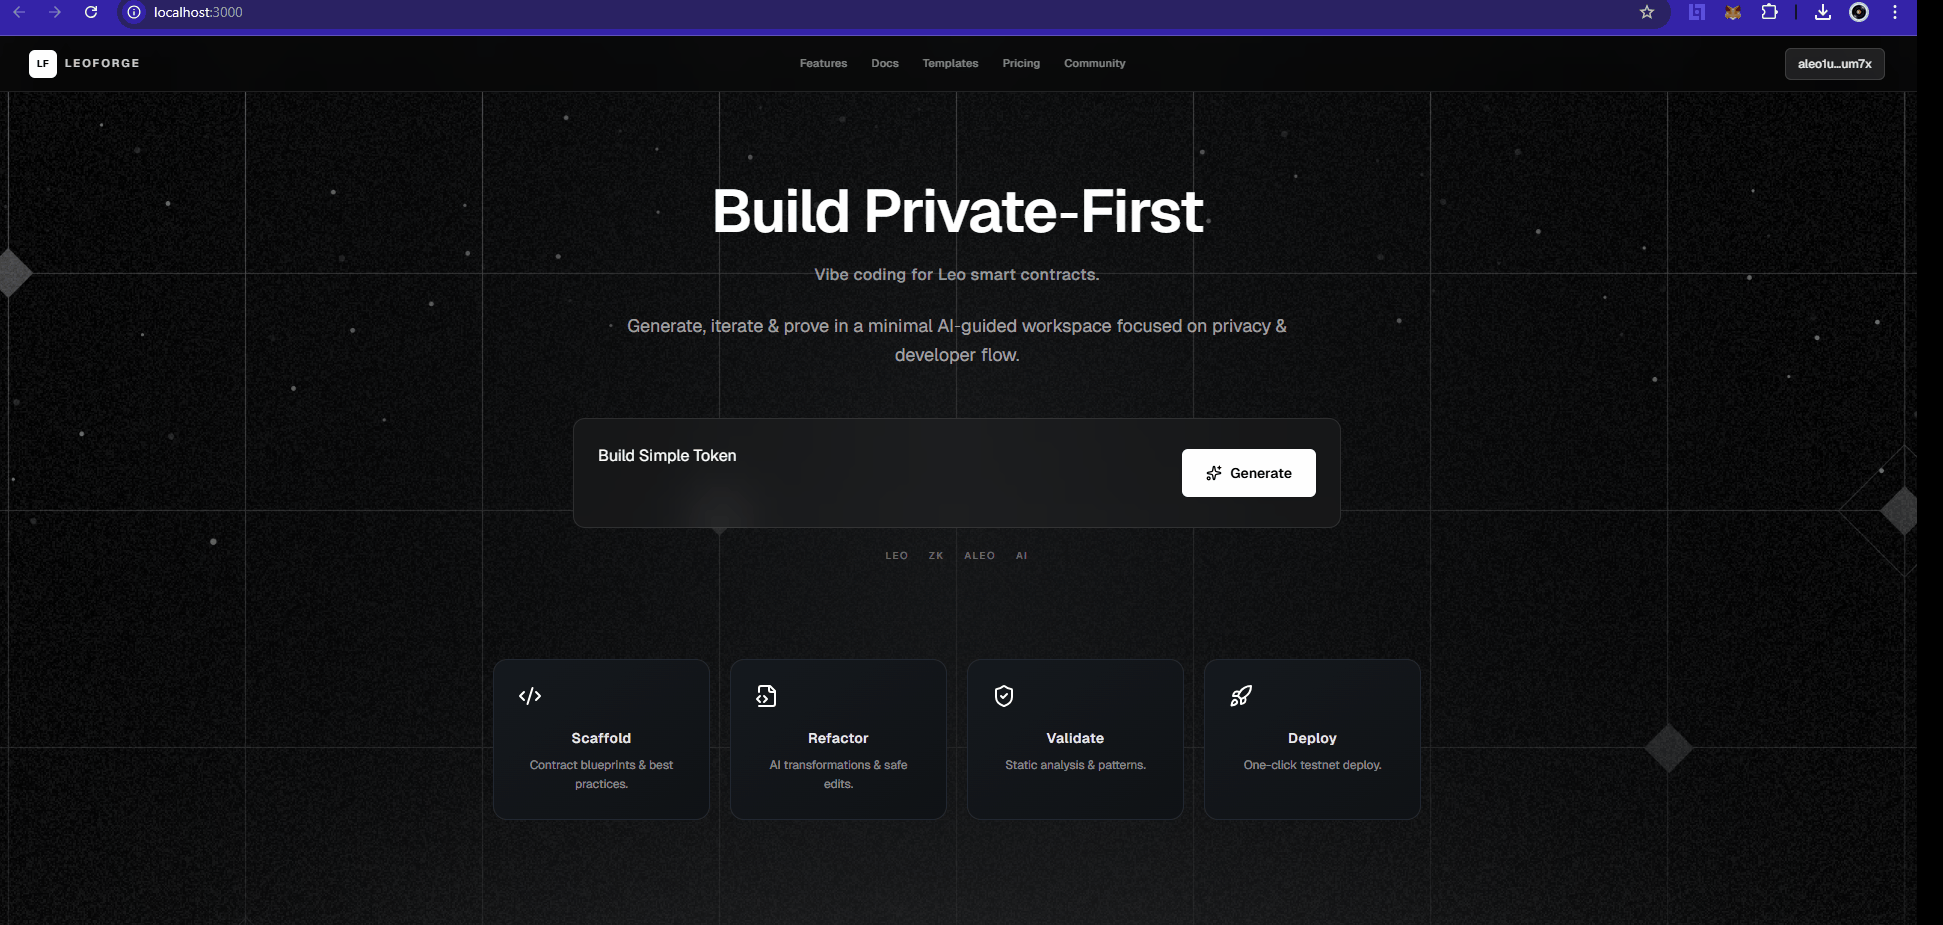 localhost:3000
LF LEOFORGE
Features Docs Templates Pricing Community
aleo1u...um7x
Build Private-First
Vibe coding for Leo smart contracts.
Generate, iterate & prove in a minimal AI-guided workspace focused on privacy &
developer flow.
Build Simple Token
Generate
LEO ZK ALEO AI
Scaffold
Contract blueprints & best
practices.
Refactor
AI transformations & safe
edits.
Validate
Static analysis & patterns.
Deploy
One-click testnet deploy.